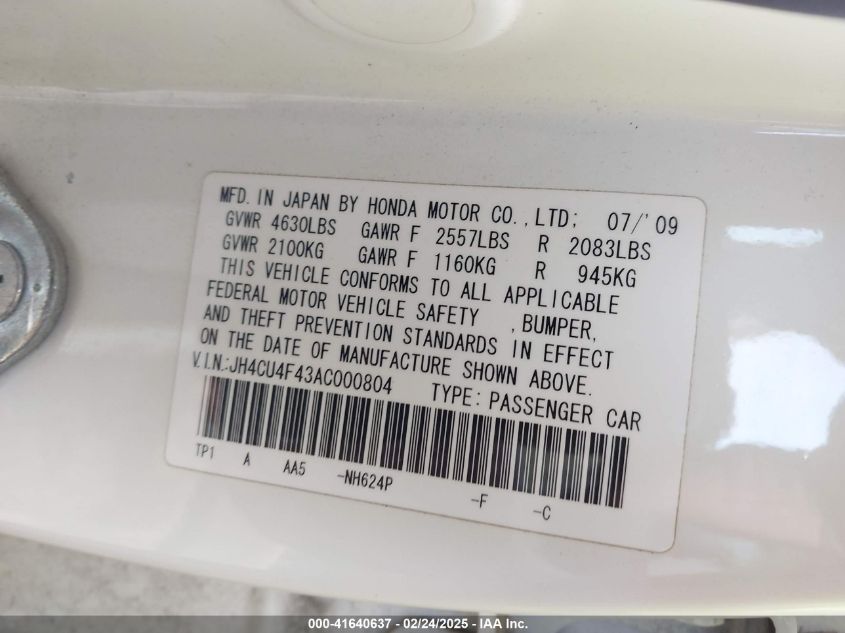 MFD. IN JAPAN BY HONDA MOTOR CO., LTD; 07/'09
GVWR 4630LBS GAWR F 2557LBS R 2083LBS
GVWR 2100KG GAWR F 1160KG R 945KG
THIS VEHICLE CONFORMS TO ALL APPLICABLE
FEDERAL MOTOR VEHICLE SAFETY , BUMPER,
AND THEFT PREVENTION STANDARDS IN EFFECT
ON THE DATE OF MANUFACTURE SHOWN ABOVE.
V.I.N.:JH4CU4F43AC000804 TYPE: PASSENGER CAR
TP1 A AA5 -NH624P -F -C
000-41640637 - 02/24/2025 - IAA Inc.